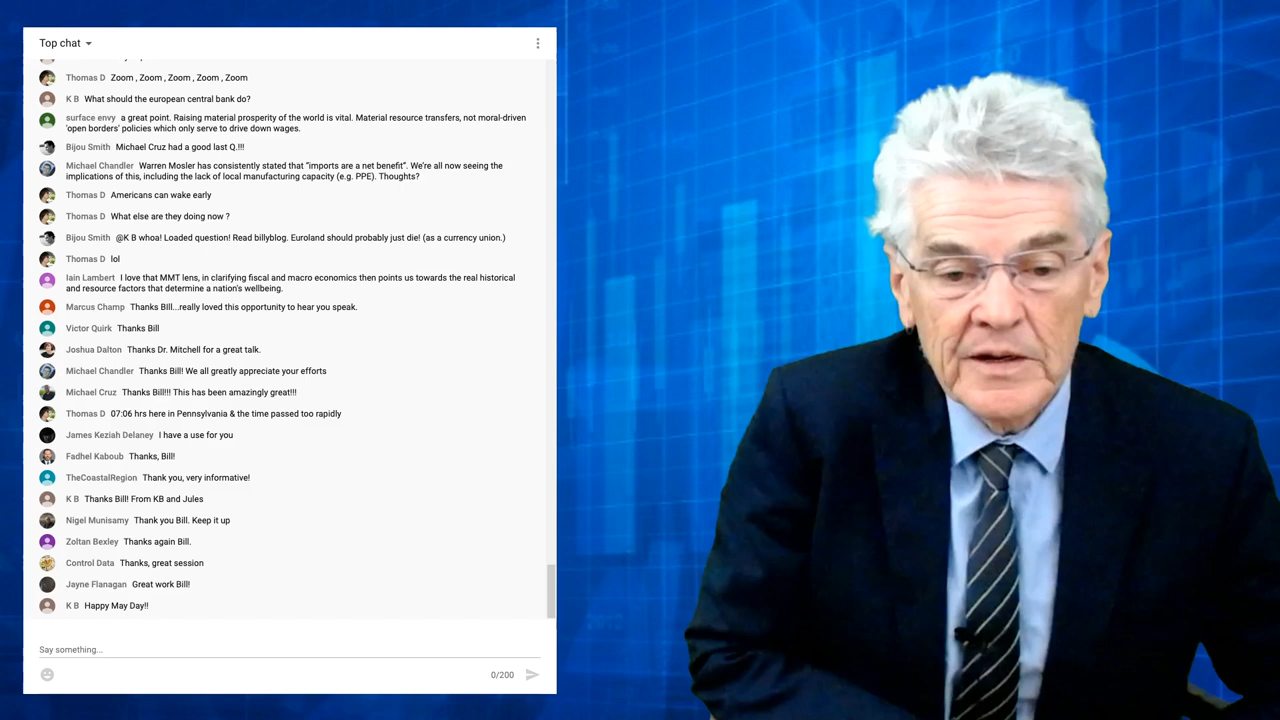 Top chat
Thomas D Zoom , Zoom , Zoom , Zoom , Zoom
K B What should the european central bank do?
surface envy a great point. Raising material prosperity of the world is vital. Material resource transfers, not moral-driven
'open borders' policies which only serve to drive down wages.
Bijou Smith Michael Cruz had a good last Q.!!!
Michael Chandler Warren Mosler has consistently stated that “imports are a net benefit”. We’re all now seeing the
implications of this, including the lack of local manufacturing capacity (e.g. PPE). Thoughts?
Thomas D Americans can wake early
Thomas D What else are they doing now ?
Bijou Smith @K B whoa! Loaded question! Read billyblog. Euroland should probably just die! (as a currency union.)
Thomas D lol
Iain Lambert I love that MMT lens, in clarifying fiscal and macro economics then points us towards the real historical
and resource factors that determine a nation's wellbeing.
Marcus Champ Thanks BIll...really loved this opportunity to hear you speak.
Victor Quirk Thanks Bill
Joshua Dalton Thanks Dr. Mitchell for a great talk.
Michael Chandler Thanks Bill! We all greatly appreciate your efforts
Michael Cruz Thanks Bill!!! This has been amazingly great!!!
Thomas D 07:06 hrs here in Pennsylvania & the time passed too rapidly
James Keziah Delaney I have a use for you
Fadhel Kaboub Thanks, Bill!
TheCoastalRegion Thank you, very informative!
K B Thanks Bill! From KB and Jules
Nigel Munisamy Thank you Bill. Keep it up
Zoltan Bexley Thanks again Bill.
Control Data Thanks, great session
Jayne Flanagan Great work Bill!
K B Happy May Day!!
Say something...
0/200